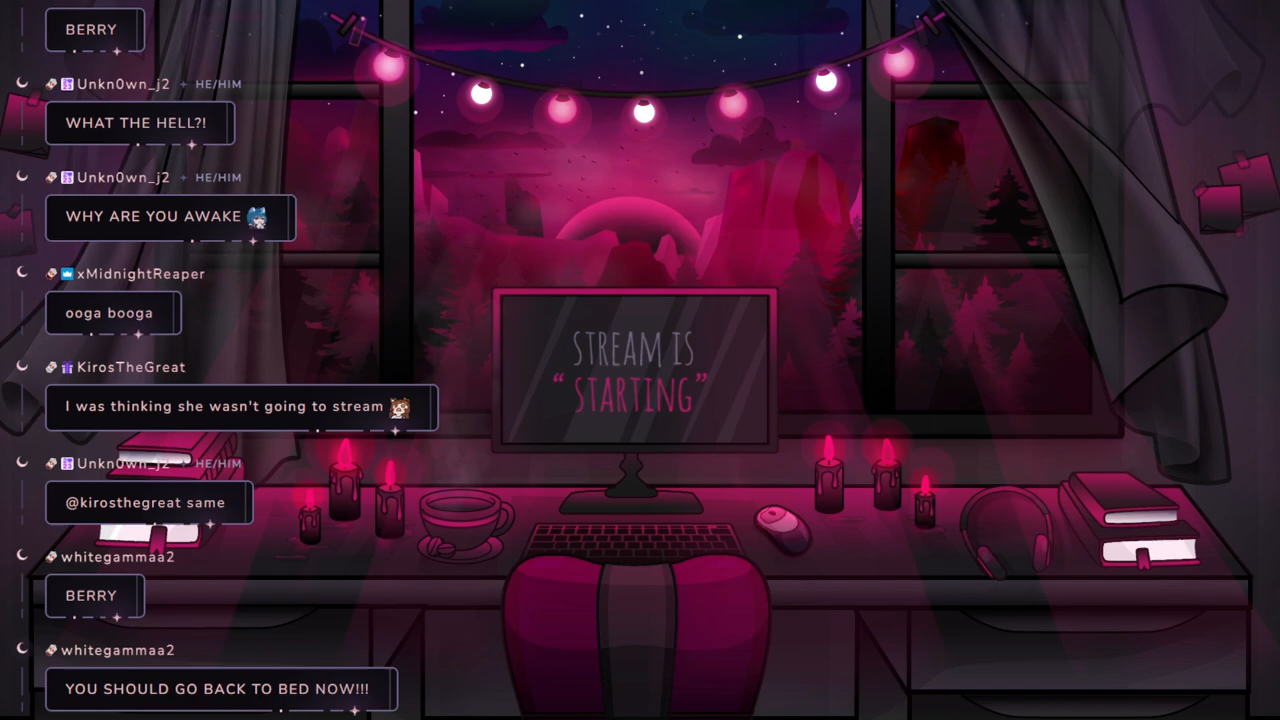 BERRY
Unkn0wn_j2 ✦ HE/HIM
WHAT THE HELL?!
Unkn0wn_j2 ✦ HE/HIM
WHY ARE YOU AWAKE
xMidnightReaper
ooga booga
KirosTheGreat
I was thinking she wasn't going to stream
Unkn0wn_j2 ✦ HE/HIM
@kirosthegreat same
whitegammaa2
BERRY
whitegammaa2
YOU SHOULD GO BACK TO BED NOW!!!
STREAM IS
“ STARTING”